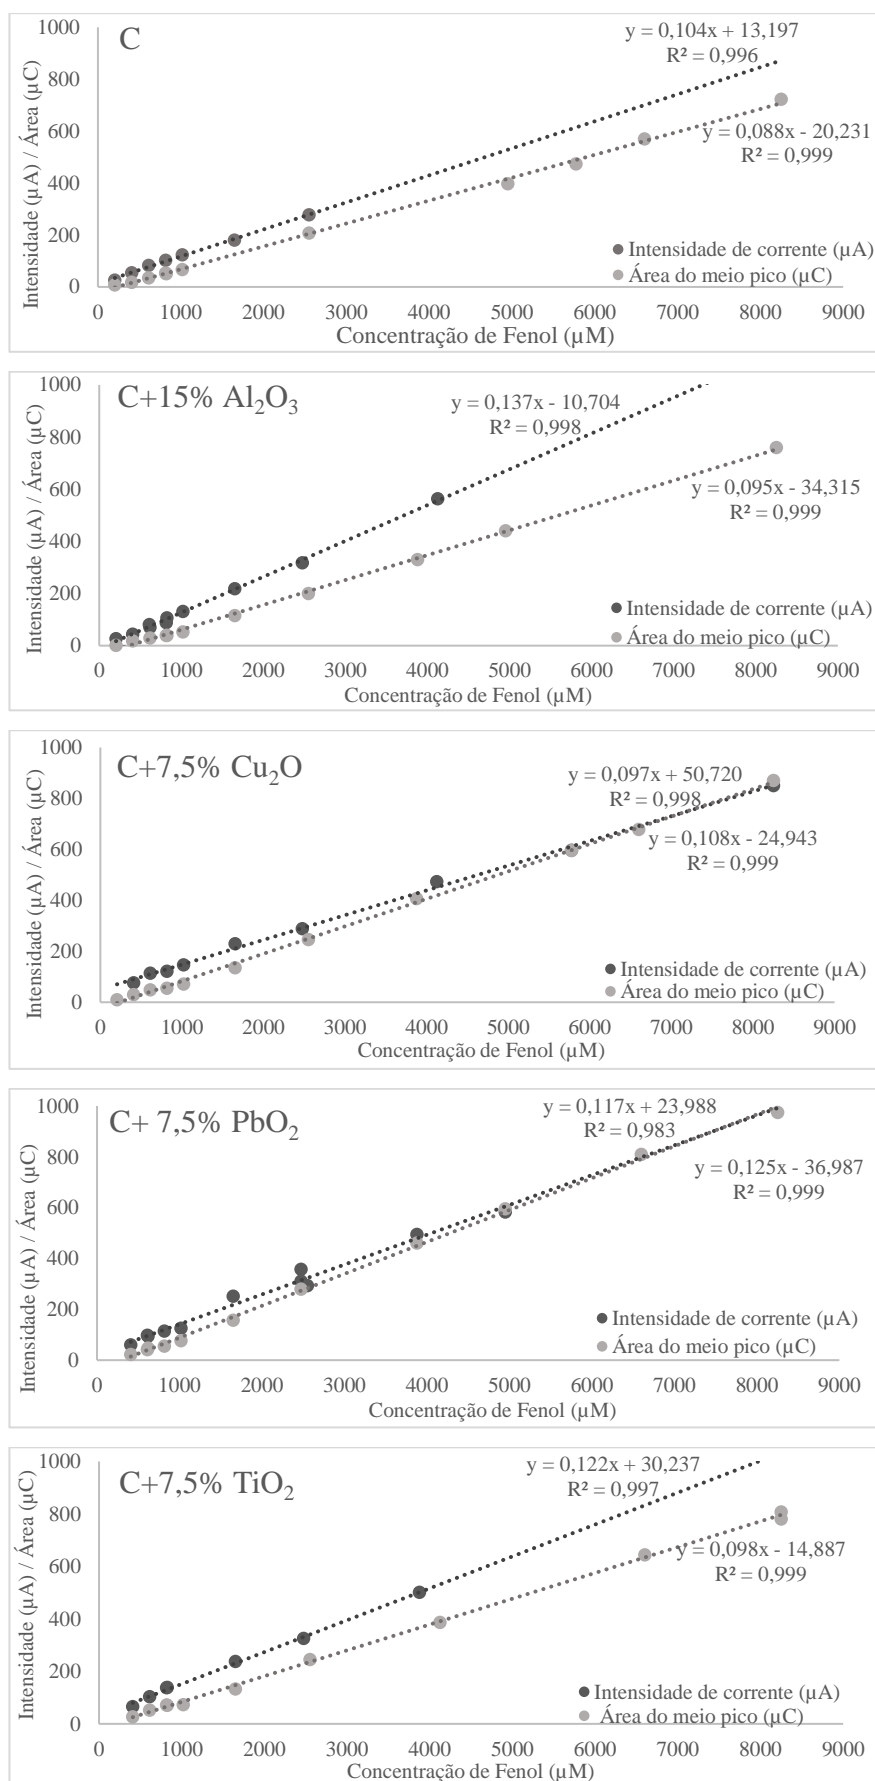 C
y = 0,104x + 13,197
R² = 0,996
y = 0,088x - 20,231
R² = 0,999
Intensidade (µA) / Área (µC)
1000
800
600
400
200
0
Intensidade de corrente (µA)
Área do meio pico (µC)
0 1000 2000 3000 4000 5000 6000 7000 8000 9000
Concentração de Fenol (µM)
C+15% Al₂O₃
y = 0,137x - 10,704
R² = 0,998
y = 0,095x - 34,315
R² = 0,999
Intensidade (µA) / Área (µC)
1000
800
600
400
200
0
Intensidade de corrente (µA)
Área do meio pico (µC)
0 1000 2000 3000 4000 5000 6000 7000 8000 9000
Concentração de Fenol (µM)
C+7,5% Cu₂O
y = 0,097x + 50,720
R² = 0,998
y = 0,108x - 24,943
R² = 0,999
Intensidade (µA) / Área (µC)
1000
800
600
400
200
0
Intensidade de corrente (µA)
Área do meio pico (µC)
0 1000 2000 3000 4000 5000 6000 7000 8000 9000
Concentração de Fenol (µM)
C+ 7,5% PbO₂
y = 0,117x + 23,988
R² = 0,983
y = 0,125x - 36,987
R² = 0,999
Intensidade (µA) / Área (µC)
1000
800
600
400
200
0
Intensidade de corrente (µA)
Área do meio pico (µC)
0 1000 2000 3000 4000 5000 6000 7000 8000 9000
Concentração de Fenol (µM)
C+7,5% TiO₂
y = 0,122x + 30,237
R² = 0,997
y = 0,098x - 14,887
R² = 0,999
Intensidade (µA) / Área (µC)
1000
800
600
400
200
0
Intensidade de corrente (µA)
Área do meio pico (µC)
0 1000 2000 3000 4000 5000 6000 7000 8000 9000
Concentração de Fenol (µM)